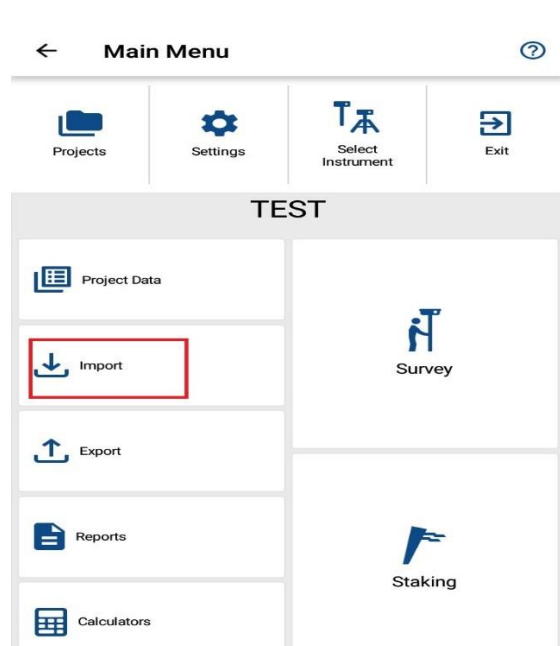 Main Menu
Projects
Settings
Select
Instrument
Exit
TEST
Project Data
Import
Export
Reports
Calculators
Survey
Staking